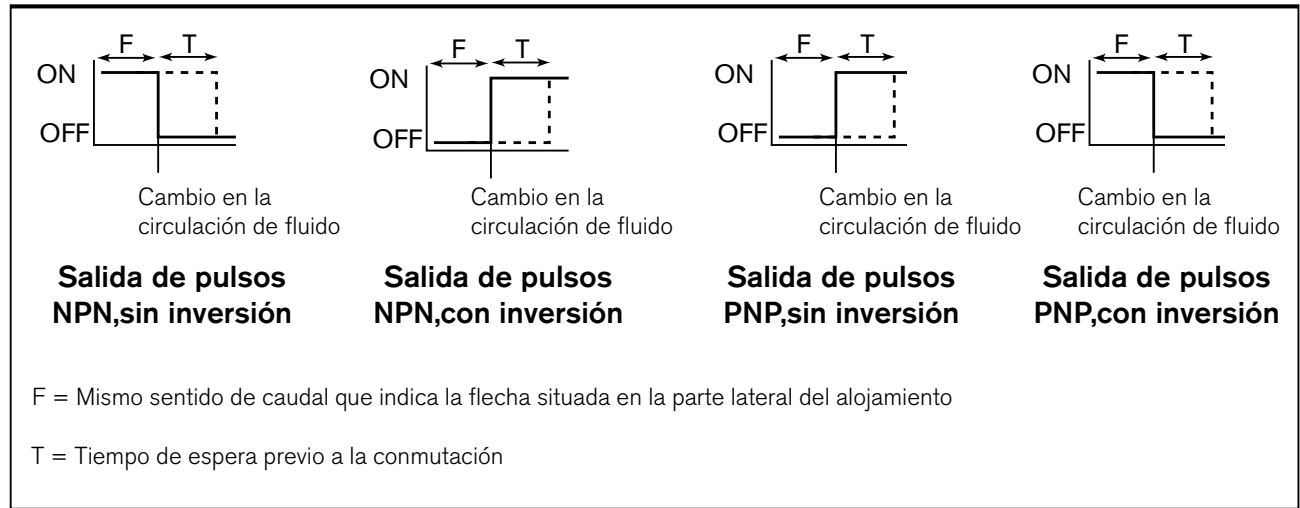 F T
ON
OFF
Cambio en la
circulación de fluido
Salida de pulsos
NPN,sin inversión
F T
ON
OFF
Cambio en la
circulación de fluido
Salida de pulsos
NPN,con inversión
F T
ON
OFF
Cambio en la
circulación de fluido
Salida de pulsos
PNP,sin inversión
F T
ON
OFF
Cambio en la
circulación de fluido
Salida de pulsos
PNP,con inversión
F = Mismo sentido de caudal que indica la flecha situada en la parte lateral del alojamiento
T = Tiempo de espera previo a la conmutación